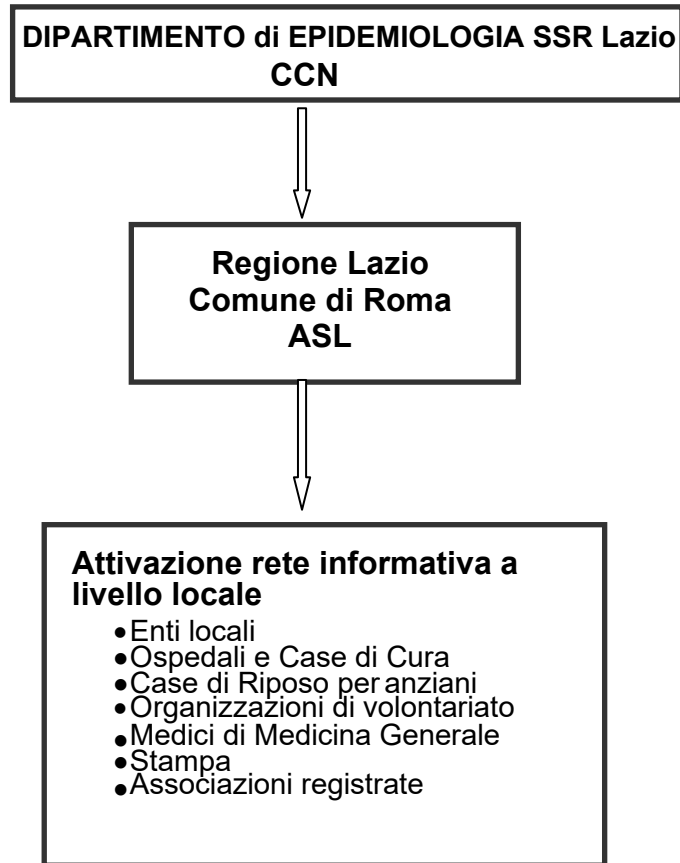 DIPARTIMENTO di EPIDEMIOLOGIA SSR Lazio
CCN
Regione Lazio
Comune di Roma
ASL
Attivazione rete informativa a
livello locale
•Enti locali
•Ospedali e Case di Cura
•Case di Riposo per anziani
•Organizzazioni di volontariato
•Medici di Medicina Generale
•Stampa
•Associazioni registrate